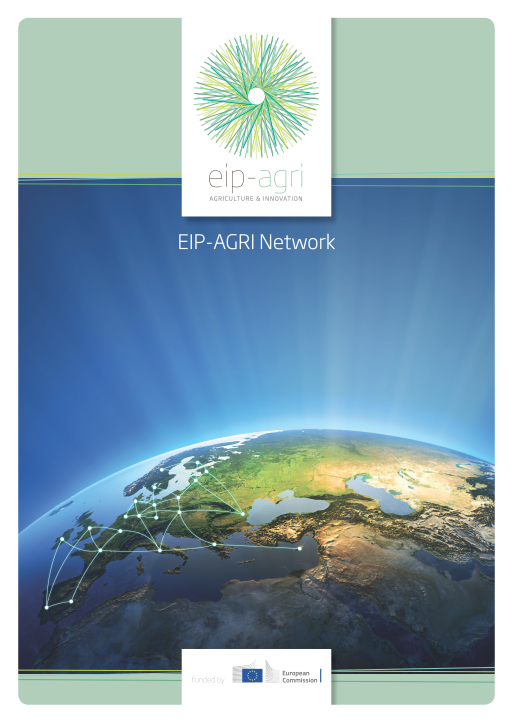 eip-agri
AGRICULTURE & INNOVATION
EIP-AGRI Network
funded by
European
Commission